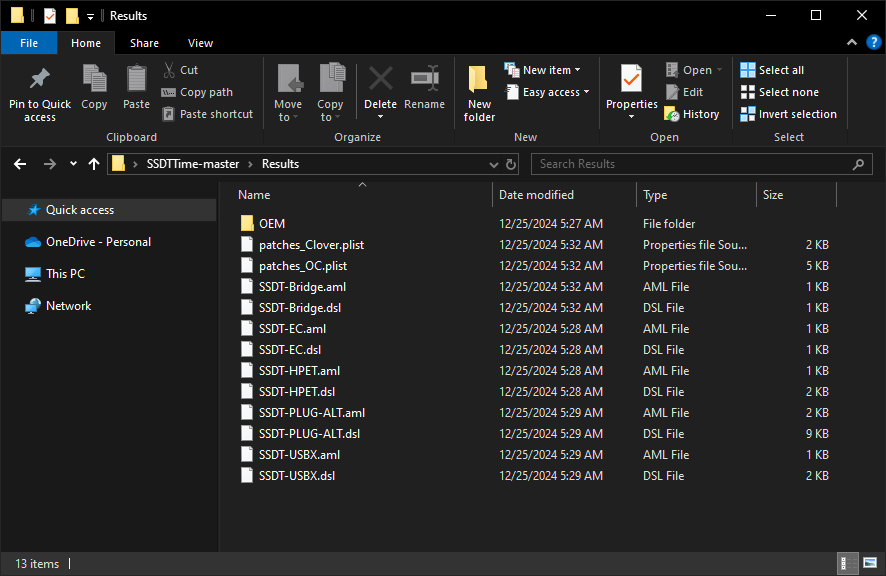 Results
File Home Share View
Pin to Quick access
Copy
Paste
Cut
Copy path
Paste shortcut
Clipboard
Move to
Copy to
Delete
Rename
Organize
New folder
New item
Easy access
New
Properties
Open
Edit
History
Open
Select all
Select none
Invert selection
Select
SSDTTime-master Results
Search Results
Quick access
OneDrive - Personal
This PC
Network
Name Date modified Type Size
OEM 12/25/2024 5:27 AM File folder
patches_Clover.plist 12/25/2024 5:32 AM Properties file Sou... 2 KB
patches_OC.plist 12/25/2024 5:32 AM Properties file Sou... 5 KB
SSDT-Bridge.aml 12/25/2024 5:32 AM AML File 1 KB
SSDT-Bridge.dsl 12/25/2024 5:32 AM DSL File 1 KB
SSDT-EC.aml 12/25/2024 5:28 AM AML File 1 KB
SSDT-EC.dsl 12/25/2024 5:28 AM DSL File 1 KB
SSDT-HPET.aml 12/25/2024 5:28 AM AML File 1 KB
SSDT-HPET.dsl 12/25/2024 5:28 AM DSL File 2 KB
SSDT-PLUG-ALT.aml 12/25/2024 5:29 AM AML File 2 KB
SSDT-PLUG-ALT.dsl 12/25/2024 5:29 AM DSL File 9 KB
SSDT-USBX.aml 12/25/2024 5:29 AM AML File 1 KB
SSDT-USBX.dsl 12/25/2024 5:29 AM DSL File 2 KB
13 items